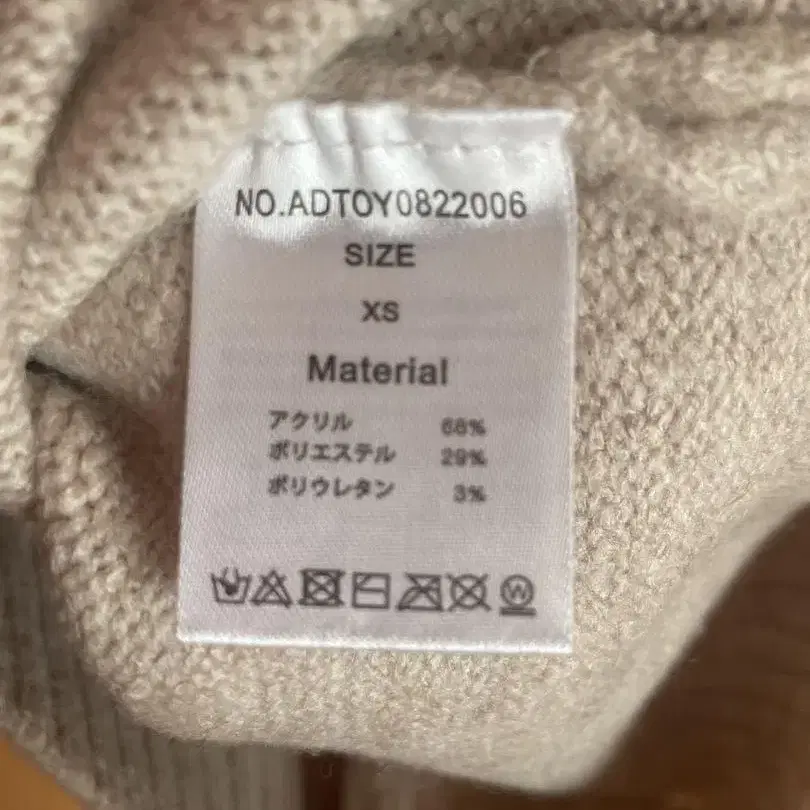 NO.ADTOY0822006
SIZE
XS
Material
アクリル 68%
ポリエステル 29%
ポリウレタン 3%
W